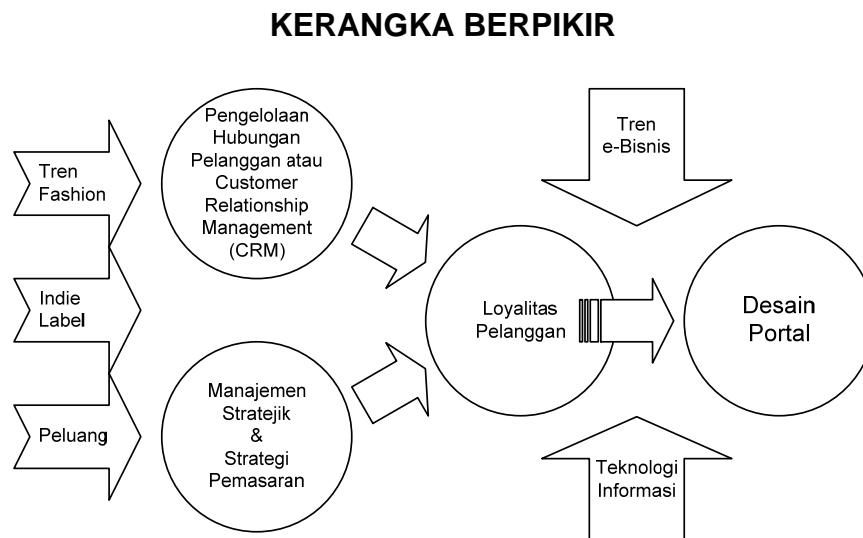 KERANGKA BERPIKIR
Tren
Fashion
Indie
Label
Peluang
Pengelolaan
Hubungan
Pelanggan atau
Customer
Relationship
Management
(CRM)
Manajemen
Stratejik
&
Strategi
Pemasaran
Loyalitas
Pelanggan
Tren
e-Bisnis
Teknologi
Informasi
Desain
Portal